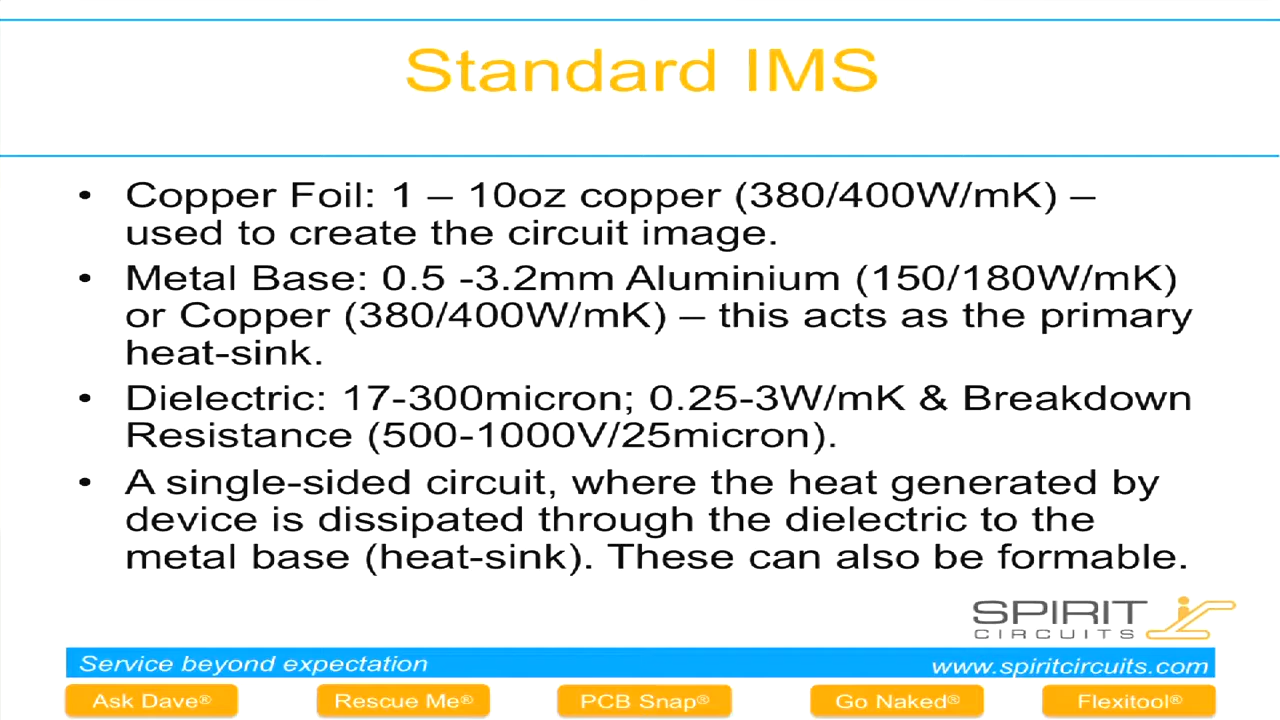 Standard IMS
• Copper Foil: 1 – 10oz copper (380/400W/mK) –
used to create the circuit image.
• Metal Base: 0.5 -3.2mm Aluminium (150/180W/mK)
or Copper (380/400W/mK) – this acts as the primary
heat-sink.
• Dielectric: 17-300micron; 0.25-3W/mK & Breakdown
Resistance (500-1000V/25micron).
• A single-sided circuit, where the heat generated by
device is dissipated through the dielectric to the
metal base (heat-sink). These can also be formable.
SPIRIT
CIRCUITS
Service beyond expectation www.spiritcircuits.com
Ask Dave® Rescue Me® PCB Snap® Go Naked® Flexitool®